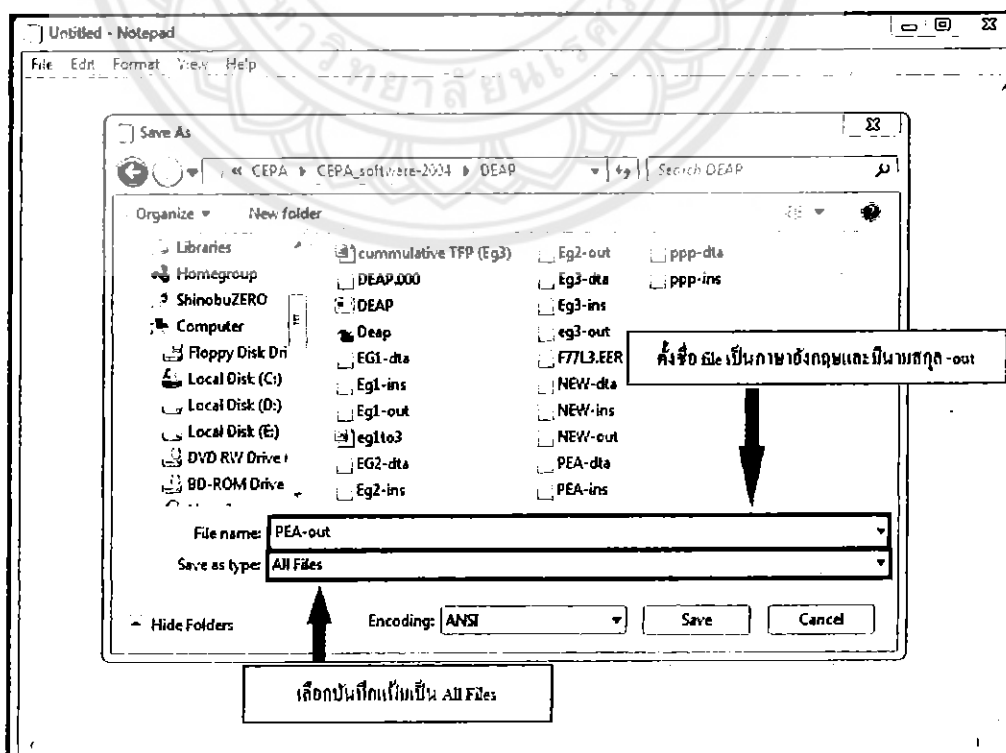 Untitled - Notepad
File Edit Format View Help
Save As
« CEPA ▸ CEPA_software-2004 ▸ DEAP
Search DEAP
Organize ▾ New folder
Libraries
Homegroup
ShinobuZERO
Computer
Floppy Disk Dri
Local Disk (C:)
Local Disk (D:)
Local Disk (E:)
DVD RW Drive (
BD-ROM Drive
cummulative TFP (Eg3)
DEAP.000
DEAP
Deap
EG1-dta
Eg1-ins
Eg1-out
eg1to3
EG2-dta
Eg2-ins
Eg2-out
Eg3-dta
Eg3-ins
eg3-out
F77L3.EER
NEW-dta
NEW-ins
NEW-out
PEA-dta
PEA-ins
ppp-dta
ppp-ins
ตั้งชื่อ file เป็นภาษาอังกฤษและมีนามสกุล -out
File name: PEA-out
Save as type: All Files
Hide Folders
Encoding: ANSI
Save
Cancel
เลือกบันทึกแฟ้มเป็น All Files